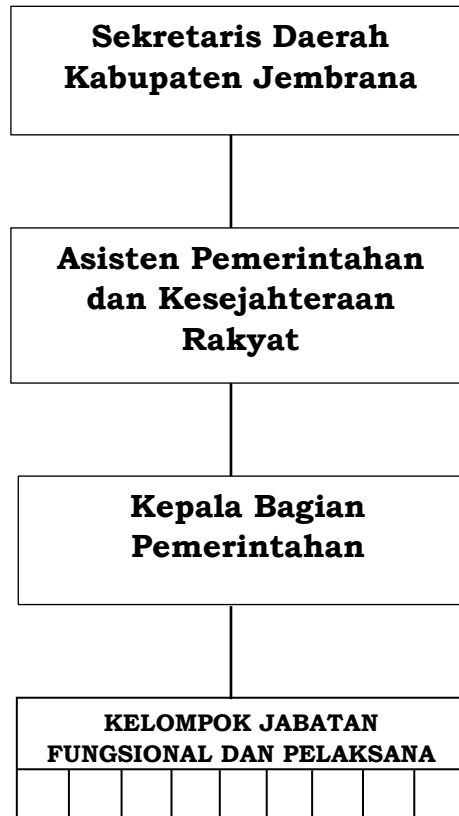 Sekretaris Daerah
Kabupaten Jembrana
Asisten Pemerintahan
dan Kesejahteraan
Rakyat
Kepala Bagian
Pemerintahan
KELOMPOK JABATAN
FUNGSIONAL DAN PELAKSANA